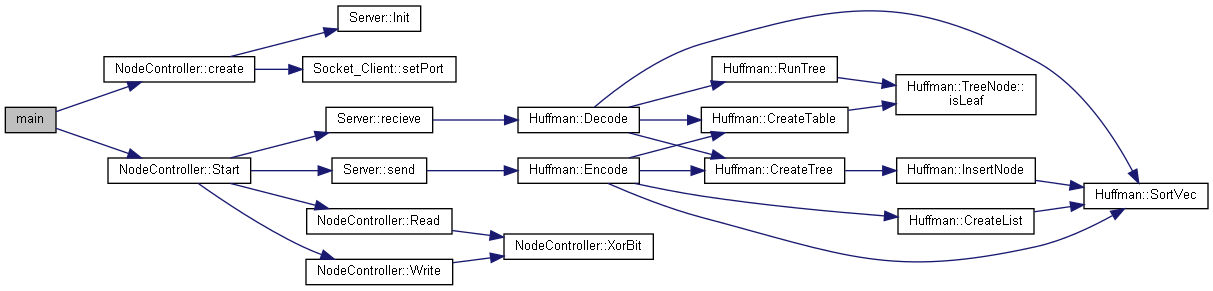 main
NodeController::create
Server::Init
Socket_Client::setPort
NodeController::Start
Server::recieve
Huffman::Decode
Huffman::RunTree
Huffman::TreeNode::
isLeaf
Huffman::CreateTable
Huffman::CreateTree
Huffman::InsertNode
Huffman::SortVec
Server::send
Huffman::Encode
Huffman::CreateList
NodeController::Read
NodeController::XorBit
NodeController::Write